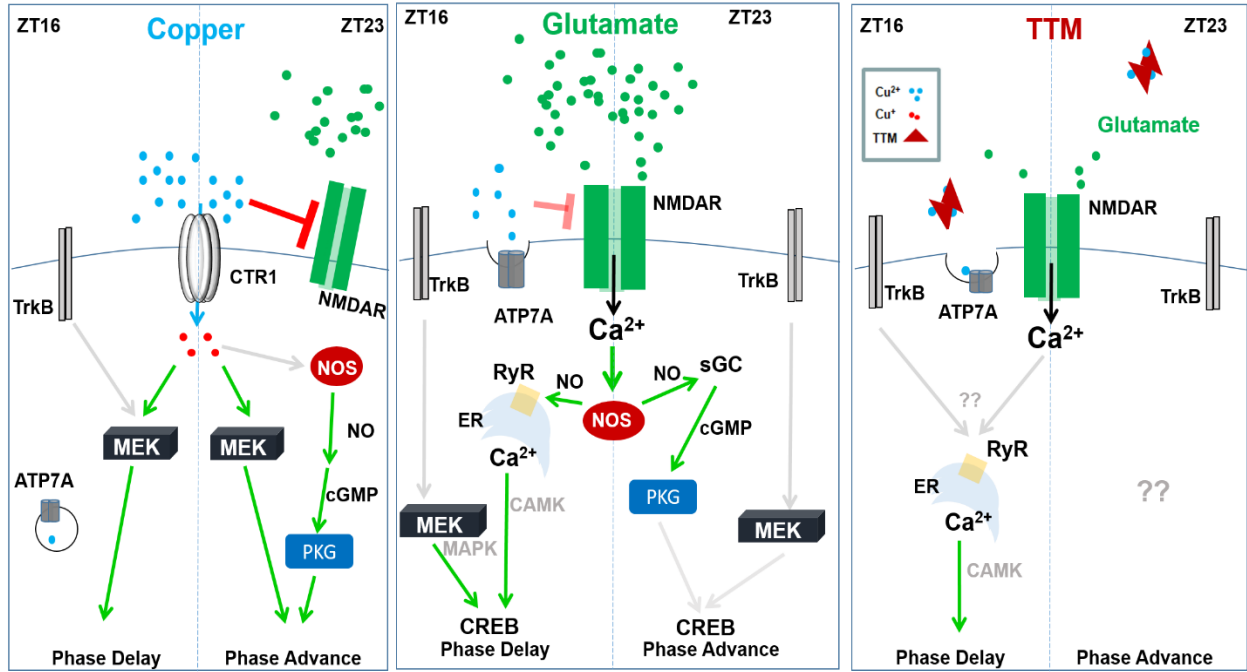 ZT16
Copper
ZT23
TrkB
CTR1
NMDAR
NOS
MEK
MEK
NO
ATP7A
cGMP
PKG
Phase Delay
Phase Advance
ZT16
Glutamate
ZT23
NMDAR
TrkB
TrkB
ATP7A
Ca²⁺
RyR
NO
NO
sGC
ER
NOS
cGMP
Ca²⁺
CAMK
PKG
MEK
MEK
MAPK
CREB
CREB
Phase Delay
Phase Advance
ZT16
TTM
ZT23
Cu²⁺
Cu⁺
TTM
Glutamate
NMDAR
TrkB
TrkB
ATP7A
Ca²⁺
??
RyR
ER
??
Ca²⁺
CAMK
Phase Delay
Phase Advance